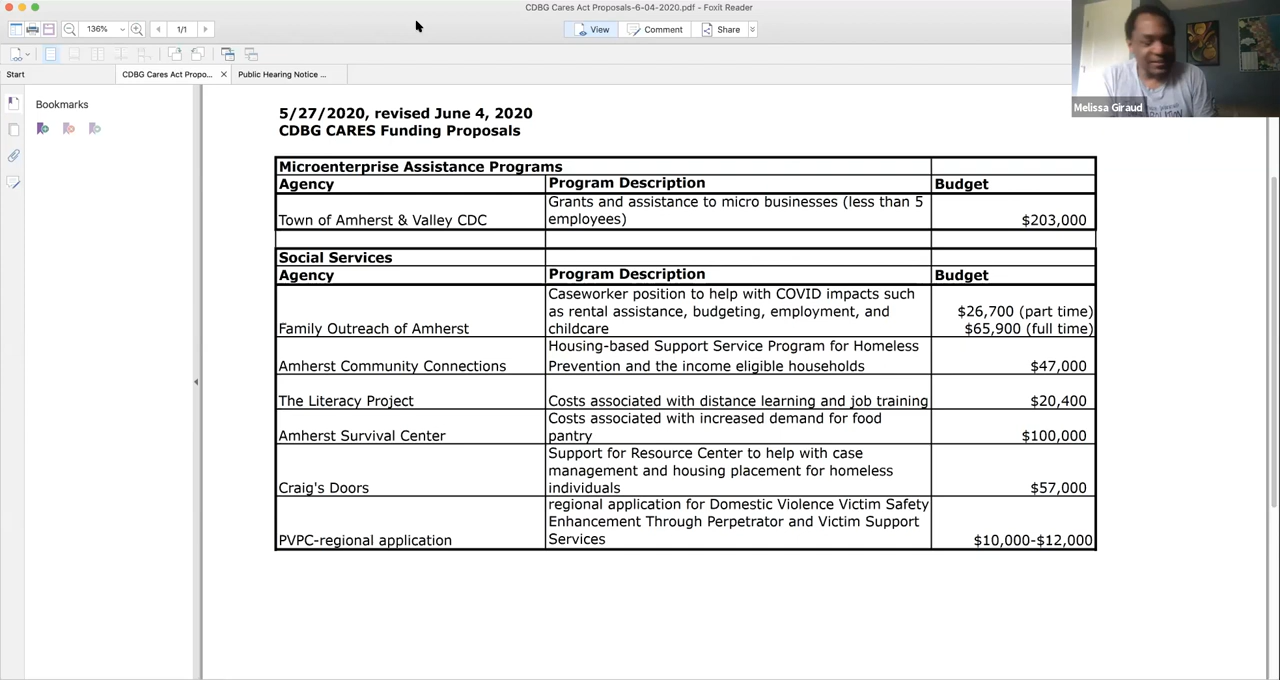 CDBG Cares Act Proposals-6-04-2020.pdf - Foxit Reader
136%
1/1
View
Comment
Share
Start
CDBG Cares Act Propo...
Public Hearing Notice ...
Melissa Giraud
Bookmarks
5/27/2020, revised June 4, 2020
CDBG CARES Funding Proposals
Microenterprise Assistance Programs
Agency Program Description Budget
Grants and assistance to micro businesses (less than 5
Town of Amherst & Valley CDC employees) $203,000
Social Services
Agency Program Description Budget
Caseworker position to help with COVID impacts such
as rental assistance, budgeting, employment, and $26,700 (part time)
Family Outreach of Amherst childcare $65,900 (full time)
Housing-based Support Service Program for Homeless
Amherst Community Connections Prevention and the income eligible households $47,000
The Literacy Project Costs associated with distance learning and job training $20,400
Costs associated with increased demand for food
Amherst Survival Center pantry $100,000
Support for Resource Center to help with case
management and housing placement for homeless
Craig's Doors individuals $57,000
regional application for Domestic Violence Victim Safety
Enhancement Through Perpetrator and Victim Support
PVPC-regional application Services $10,000-$12,000